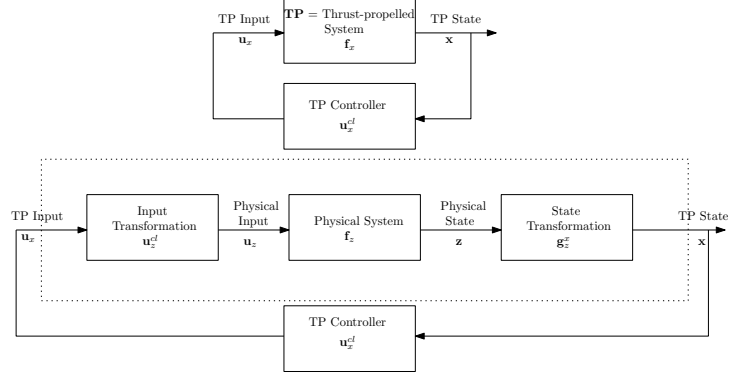 TP Input
TP = Thrust-propelled
System
f_x
TP State
u_x
x
TP Controller
u_x^{cl}
TP Input
u_x
Input
Transformation
u_z^{cl}
Physical
Input
u_z
Physical System
f_z
Physical
State
z
State
Transformation
g_z^x
TP State
x
TP Controller
u_x^{cl}